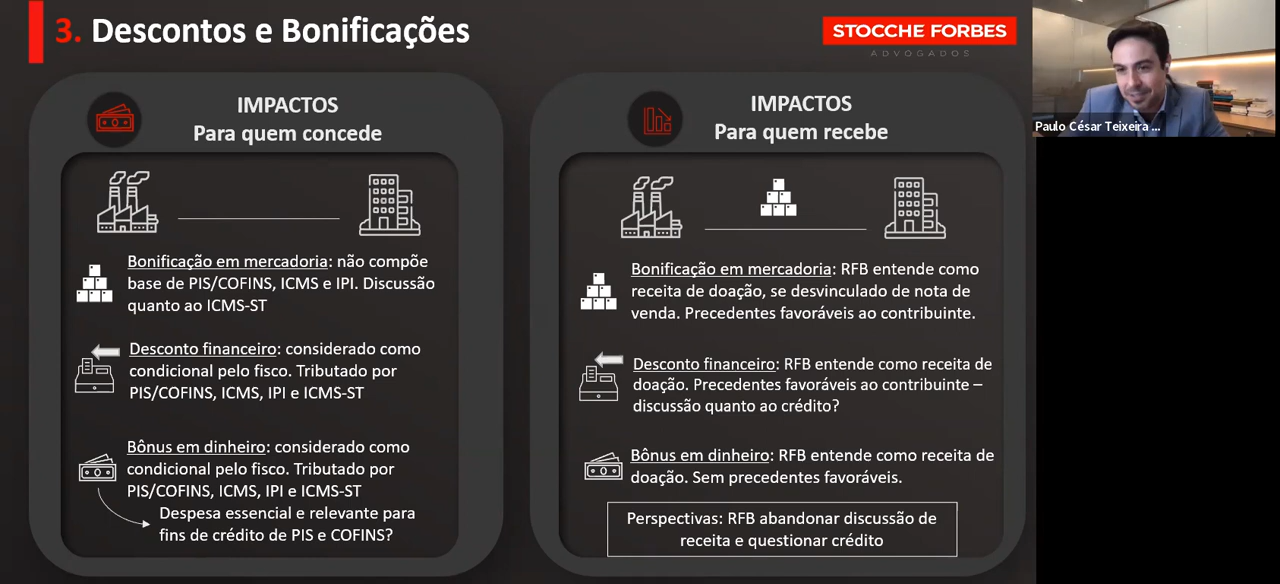 3. Descontos e Bonificações
STOCCHE FORBES
ADVOGADOS
IMPACTOS
Para quem concede
Bonificação em mercadoria: não compõe
base de PIS/COFINS, ICMS e IPI. Discussão
quanto ao ICMS-ST
Desconto financeiro: considerado como
condicional pelo fisco. Tributado por
PIS/COFINS, ICMS, IPI e ICMS-ST
Bônus em dinheiro: considerado como
condicional pelo fisco. Tributado por
PIS/COFINS, ICMS, IPI e ICMS-ST
Despesa essencial e relevante para
fins de crédito de PIS e COFINS?
IMPACTOS
Para quem recebe
Bonificação em mercadoria: RFB entende como
receita de doação, se desvinculado de nota de
venda. Precedentes favoráveis ao contribuinte.
Desconto financeiro: RFB entende como receita de
doação. Precedentes favoráveis ao contribuinte –
discussão quanto ao crédito?
Bônus em dinheiro: RFB entende como receita de
doação. Sem precedentes favoráveis.
Perspectivas: RFB abandonar discussão de
receita e questionar crédito
Paulo César Teixeira ...